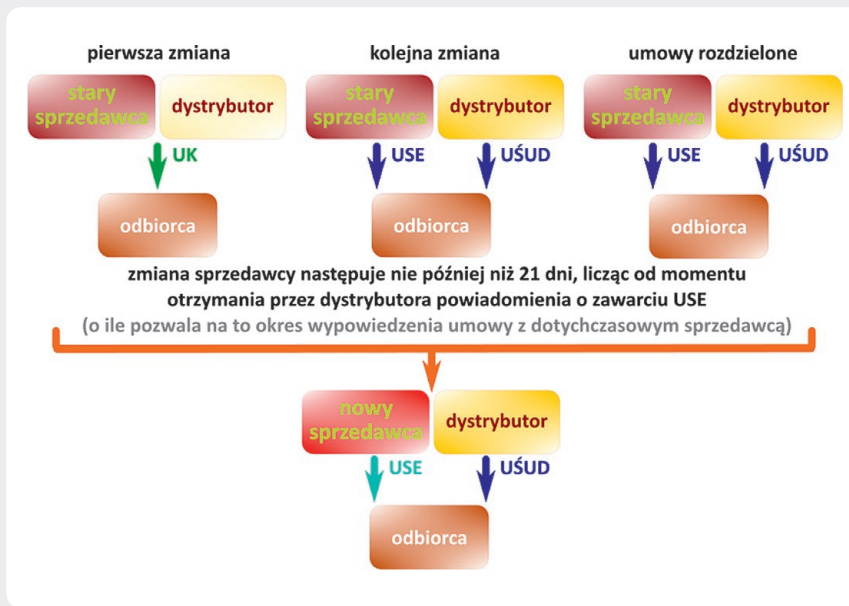 pierwsza zmiana
kolejna zmiana
umowy rozdzielone
stary
sprzedawca
dystrybutor
stary
sprzedawca
dystrybutor
stary
sprzedawca
dystrybutor
UK
USE
UŚUD
USE
UŚUD
odbiorca
odbiorca
odbiorca
zmiana sprzedawcy następuje nie później niż 21 dni, licząc od momentu
otrzymania przez dystrybutora powiadomienia o zawarciu USE
(o ile pozwala na to okres wypowiedzenia umowy z dotychczasowym sprzedawcą)
nowy
sprzedawca
dystrybutor
USE
UŚUD
odbiorca